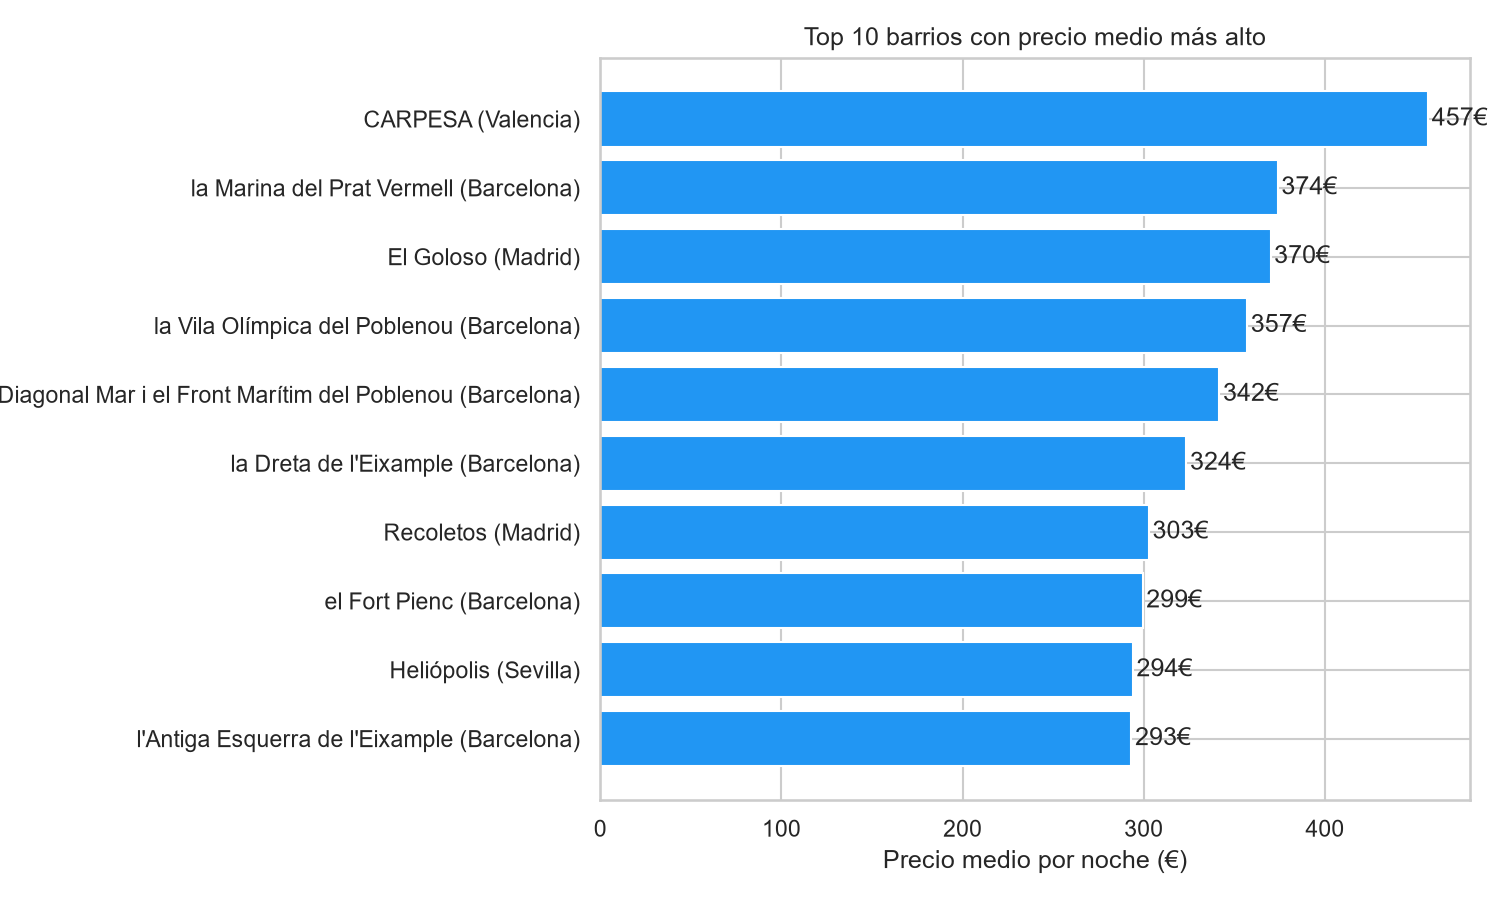 Top 10 barrios con precio medio más alto
CARPESA (Valencia) 457€
la Marina del Prat Vermell (Barcelona) 374€
El Goloso (Madrid) 370€
la Vila Olímpica del Poblenou (Barcelona) 357€
Diagonal Mar i el Front Marítim del Poblenou (Barcelona) 342€
la Dreta de l'Eixample (Barcelona) 324€
Recoletos (Madrid) 303€
el Fort Pienc (Barcelona) 299€
Heliópolis (Sevilla) 294€
l'Antiga Esquerra de l'Eixample (Barcelona) 293€
0 100 200 300 400
Precio medio por noche (€)